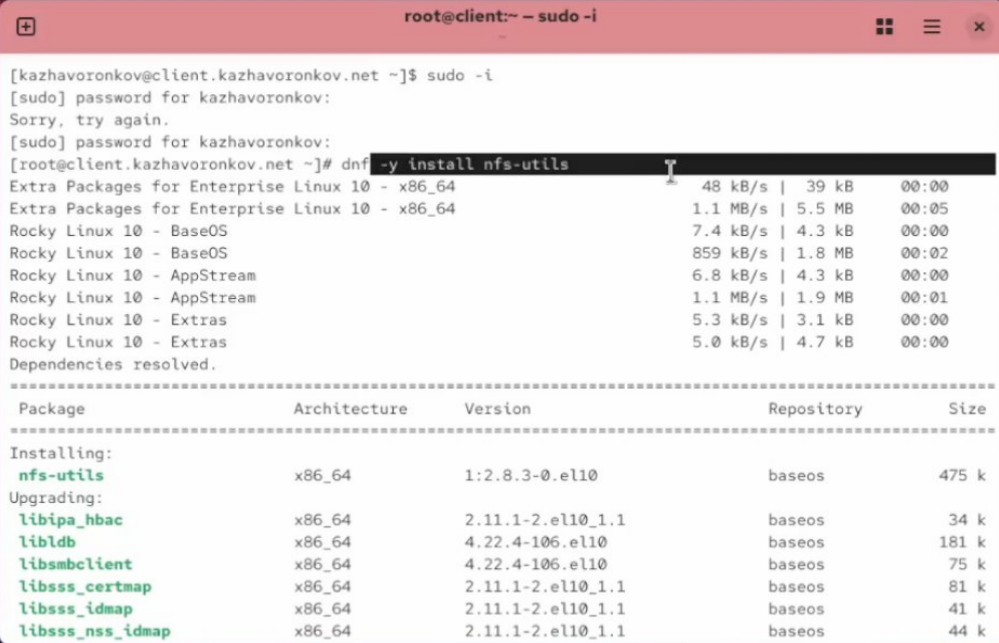 root@client:~ — sudo -i
[kazhavoronkov@client.kazhavoronkov.net ~]$ sudo -i
[sudo] password for kazhavoronkov:
Sorry, try again.
[sudo] password for kazhavoronkov:
[root@client.kazhavoronkov.net ~]# dnf -y install nfs-utils
Extra Packages for Enterprise Linux 10 - x86_64 48 kB/s | 39 kB 00:00
Extra Packages for Enterprise Linux 10 - x86_64 1.1 MB/s | 5.5 MB 00:05
Rocky Linux 10 - BaseOS 7.4 kB/s | 4.3 kB 00:00
Rocky Linux 10 - BaseOS 859 kB/s | 1.8 MB 00:02
Rocky Linux 10 - AppStream 6.8 kB/s | 4.3 kB 00:00
Rocky Linux 10 - AppStream 1.1 MB/s | 1.9 MB 00:01
Rocky Linux 10 - Extras 5.3 kB/s | 3.1 kB 00:00
Rocky Linux 10 - Extras 5.0 kB/s | 4.7 kB 00:00
Dependencies resolved.
Package Architecture Version Repository Size
Installing:
nfs-utils x86_64 1:2.8.3-0.el10 baseos 475 k
Upgrading:
libipa_hbac x86_64 2.11.1-2.el10_1.1 baseos 34 k
libldb x86_64 4.22.4-106.el10 baseos 181 k
libsmbclient x86_64 4.22.4-106.el10 baseos 75 k
libsss_certmap x86_64 2.11.1-2.el10_1.1 baseos 81 k
libsss_idmap x86_64 2.11.1-2.el10_1.1 baseos 41 k
libsss_nss_idmap x86_64 2.11.1-2.el10_1.1 baseos 44 k